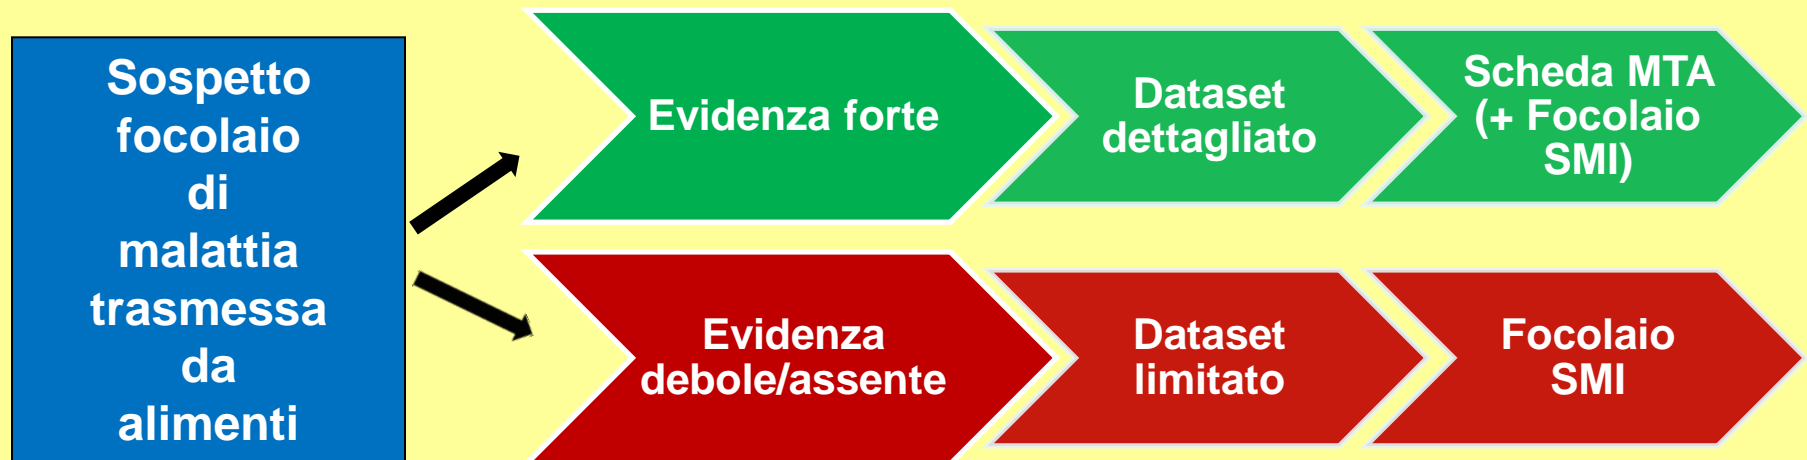 Sospetto
focolaio
di
malattia
trasmessa
da
alimenti
Evidenza forte
Dataset
dettagliato
Scheda MTA
(+ Focolaio
SMI)
Evidenza
debole/assente
Dataset
limitato
Focolaio
SMI